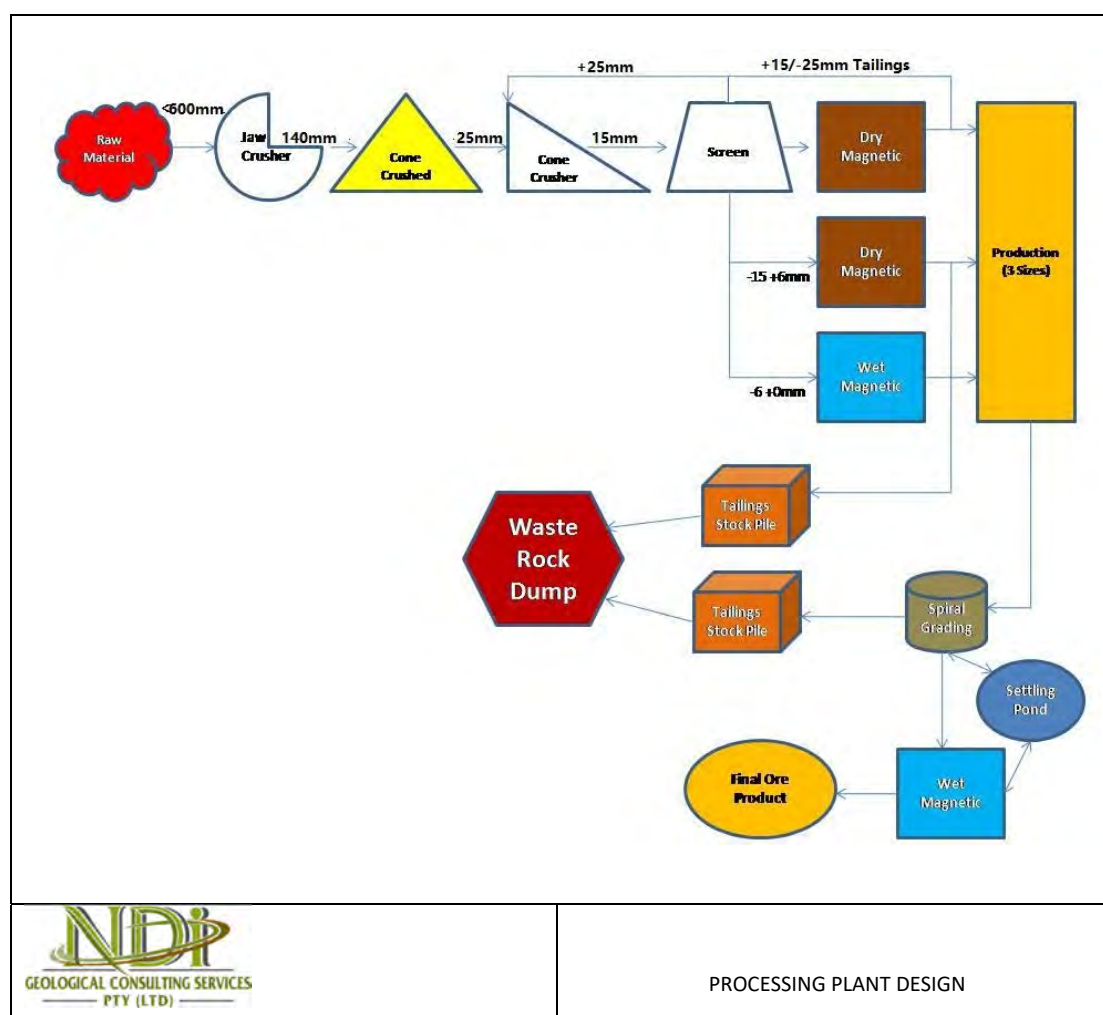 +25mm
+15/-25mm Tailings
<600mm
Raw
Material
Jaw
Crusher
140mm
Cone
Crushed
25mm
Cone
Crusher
15mm
Screen
Dry
Magnetic
Dry
Magnetic
-15 +6mm
Production
(3 Sizes)
Wet
Magnetic
-6 +0mm
Tailings
Stock Pile
Waste
Rock
Dump
Tailings
Stock Pile
Spiral
Grading
Settling
Pond
Final Ore
Product
Wet
Magnetic
NDi
GEOLOGICAL CONSULTING SERVICES
PTY (LTD)
PROCESSING PLANT DESIGN